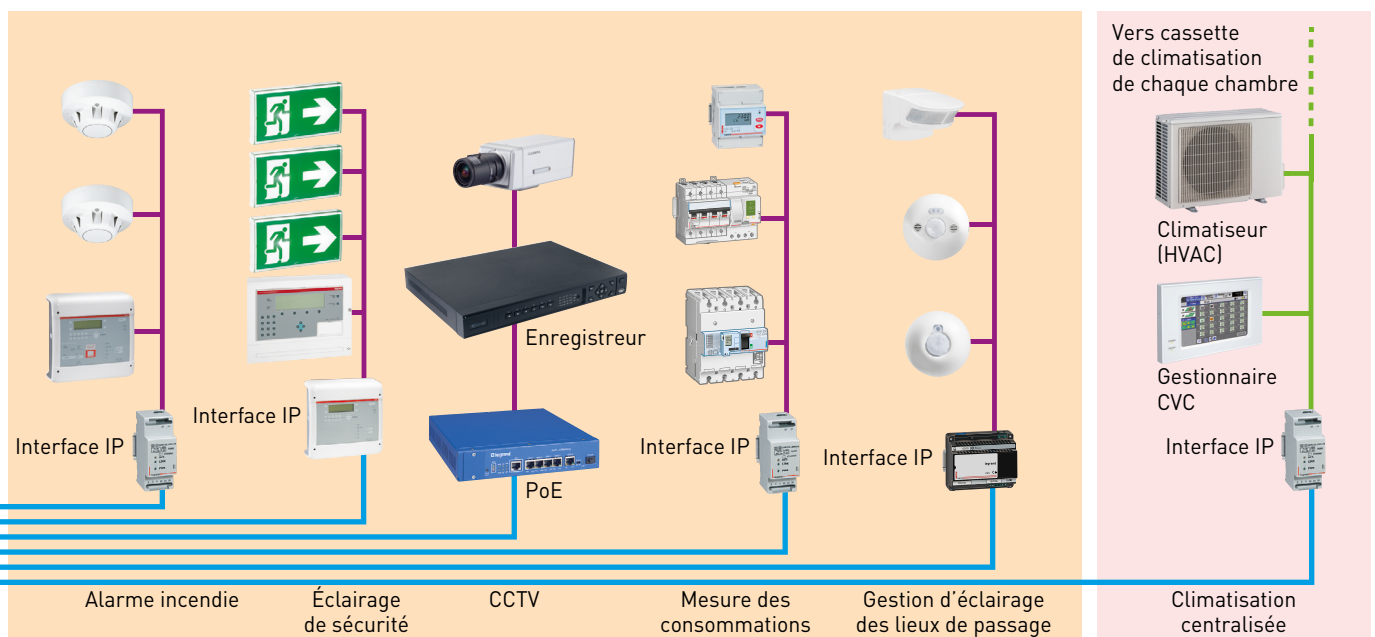 Vers cassette
de climatisation
de chaque chambre
Climatiseur
(HVAC)
Enregistreur
Gestionnaire
CVC
Interface IP
Interface IP
PoE
Interface IP
Interface IP
Interface IP
legrand
legrand
Alarme incendie
Éclairage
de sécurité
CCTV
Mesure des
consommations
Gestion d’éclairage
des lieux de passage
Climatisation
centralisée